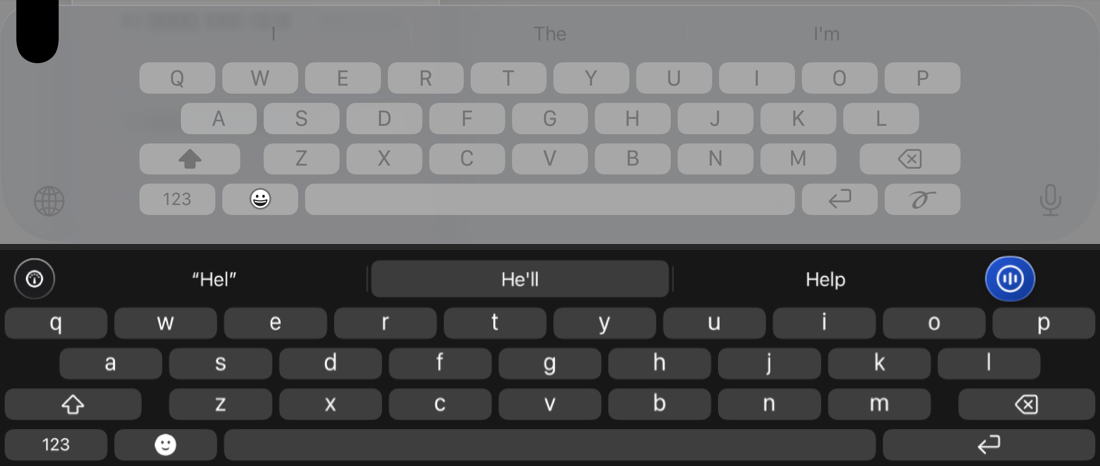 I The I'm
Q W E R T Y U I O P
A S D F G H J K L
Z X C V B N M
123
“Hel” He'll Help
q w e r t y u i o p
a s d f g h j k l
z x c v b n m
123